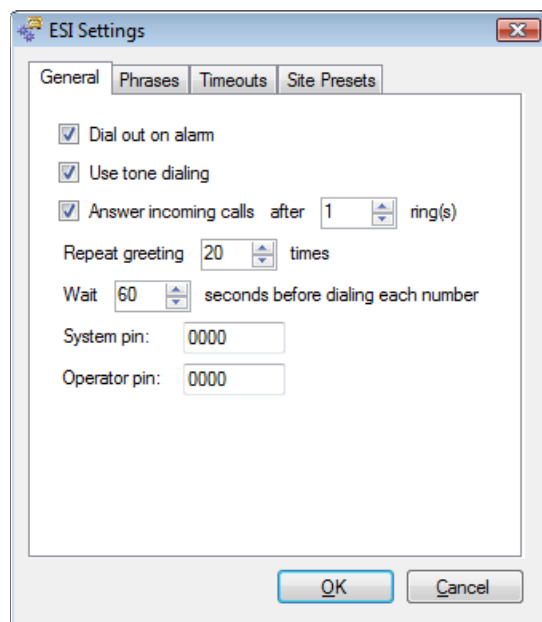 ESI Settings
General Phrases Timeouts Site Presets
Dial out on alarm
Use tone dialing
Answer incoming calls after 1 ring(s)
Repeat greeting 20 times
Wait 60 seconds before dialing each number
System pin: 0000
Operator pin: 0000
OK Cancel